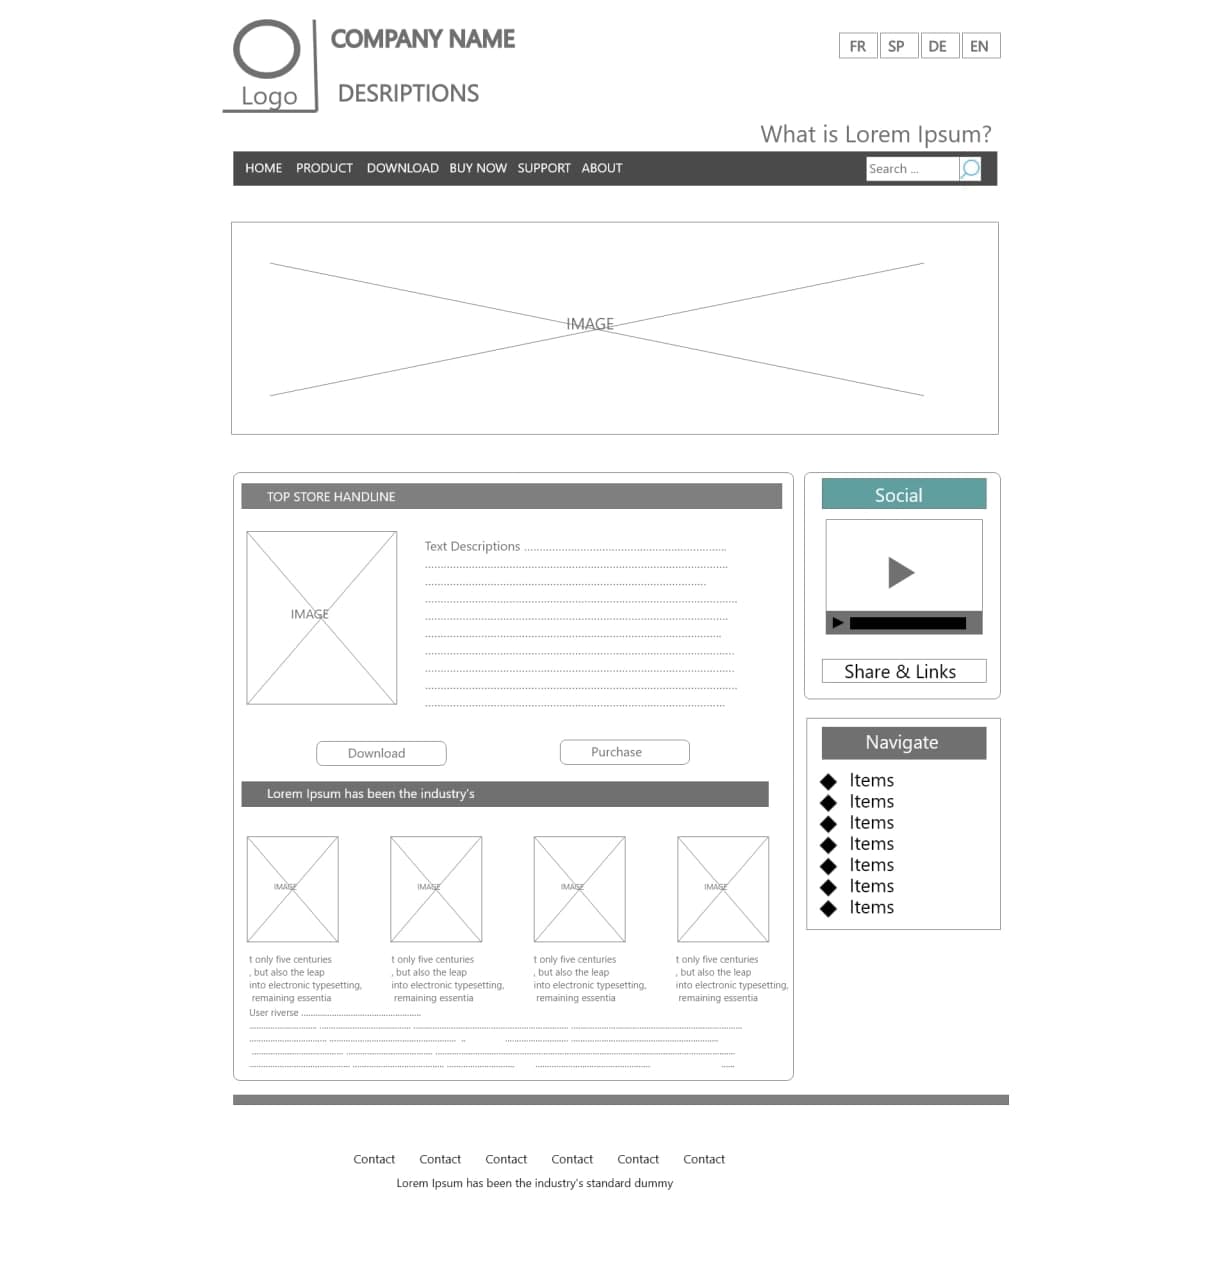 COMPANY NAME
Logo
DESRIPTIONS
FR SP DE EN
What is Lorem Ipsum?
HOME PRODUCT DOWNLOAD BUY NOW SUPPORT ABOUT
Search ...
IMAGE
TOP STORE HANDLINE
IMAGE
Text Descriptions ..............................................................
Download
Purchase
Lorem Ipsum has been the industry's
IMAGE
t only five centuries
, but also the leap
into electronic typesetting,
remaining essentia
IMAGE
t only five centuries
, but also the leap
into electronic typesetting,
remaining essentia
IMAGE
t only five centuries
, but also the leap
into electronic typesetting,
remaining essentia
IMAGE
t only five centuries
, but also the leap
into electronic typesetting,
remaining essentia
User riverse ..................................................
Social
Share & Links
Navigate
Items
Items
Items
Items
Items
Items
Items
Contact Contact Contact Contact Contact Contact
Lorem Ipsum has been the industry's standard dummy